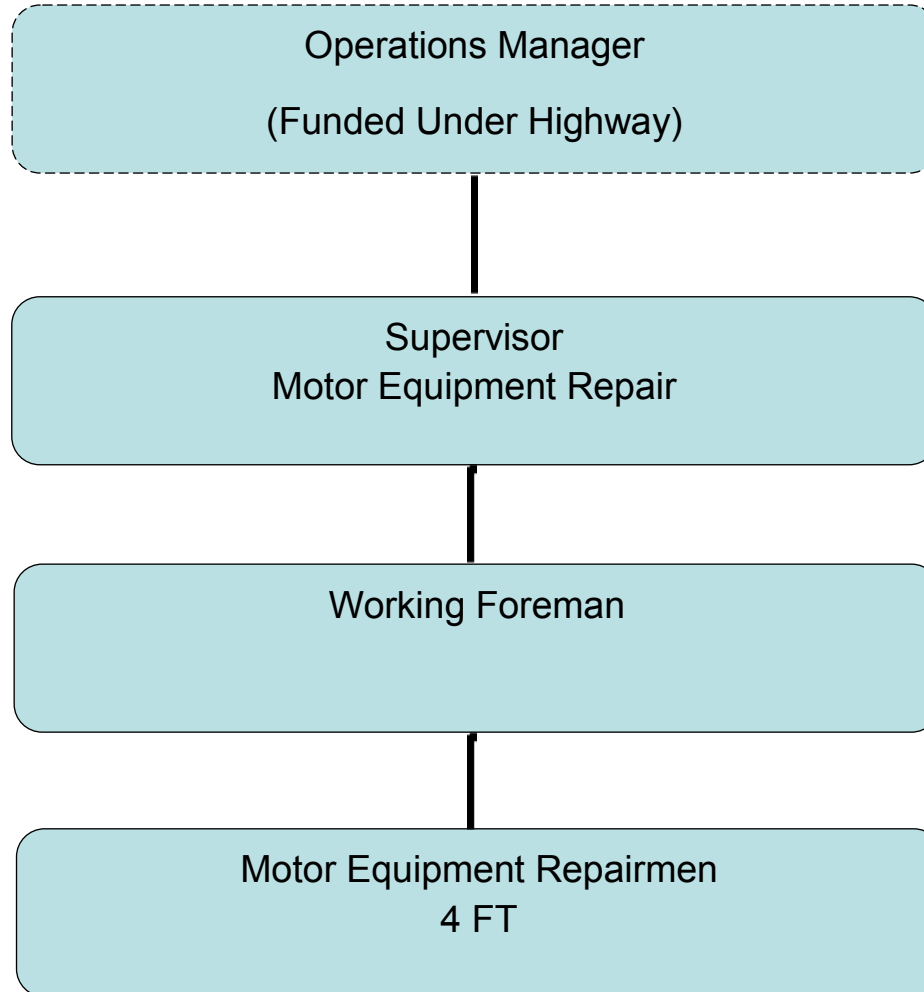 Operations Manager
(Funded Under Highway)
Supervisor
Motor Equipment Repair
Working Foreman
Motor Equipment Repairmen
4 FT